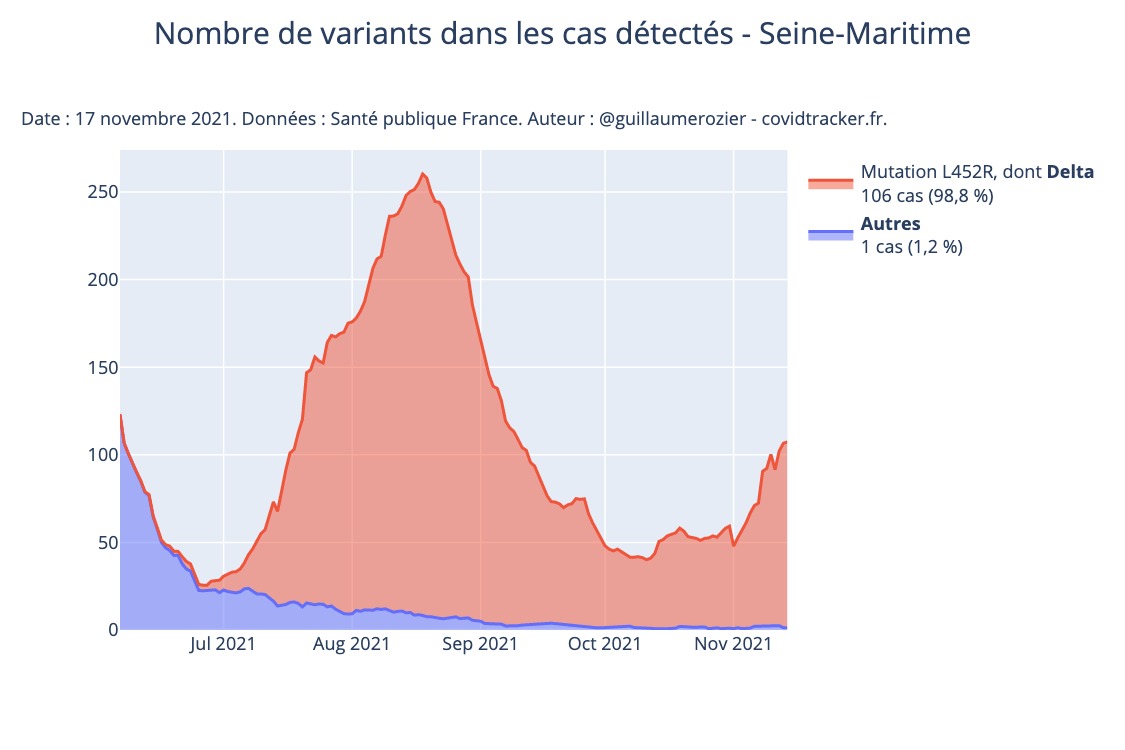 Nombre de variants dans les cas détectés - Seine-Maritime
Date : 17 novembre 2021. Données : Santé publique France. Auteur : @guillaumerozier - covidtracker.fr.
250
200
150
100
50
0
Jul 2021
Aug 2021
Sep 2021
Oct 2021
Nov 2021
Mutation L452R, dont Delta
106 cas (98,8 %)
Autres
1 cas (1,2 %)